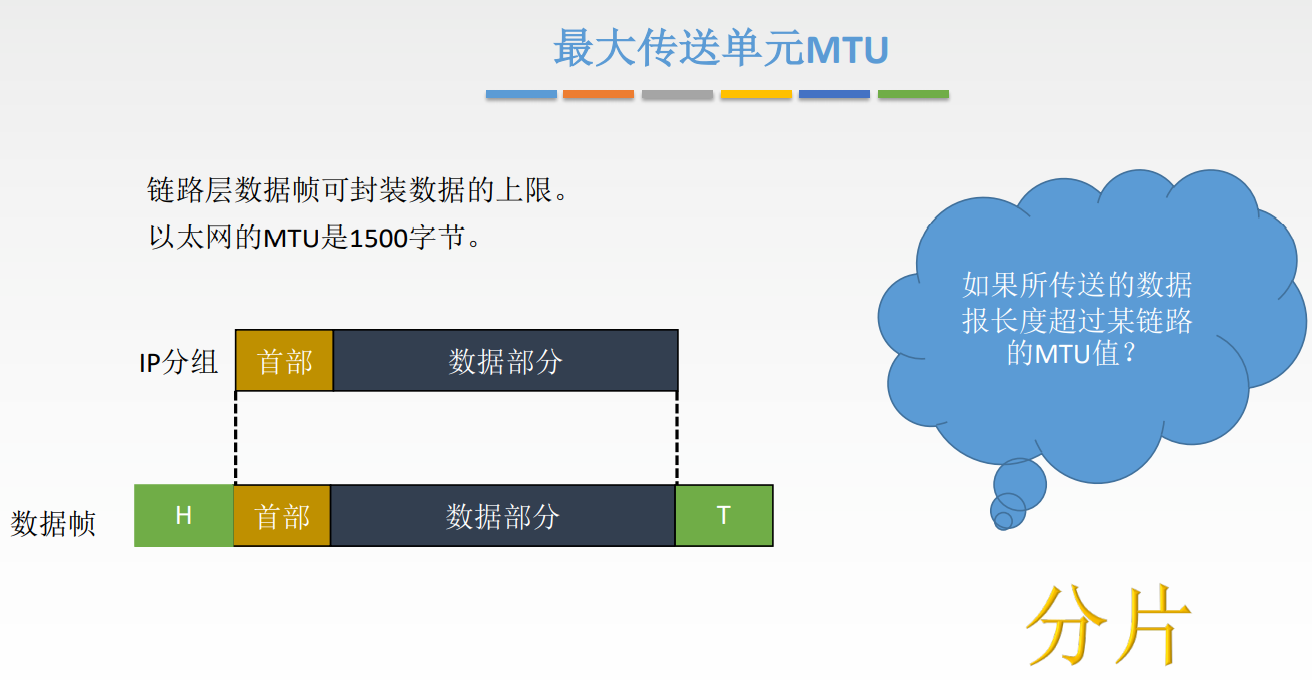 最大传送单元MTU
链路层数据帧可封装数据的上限。
以太网的MTU是1500字节。
如果所传送的数据
报长度超过某链路
的MTU值？
IP分组
首部
数据部分
数据帧
H
首部
数据部分
T
分片